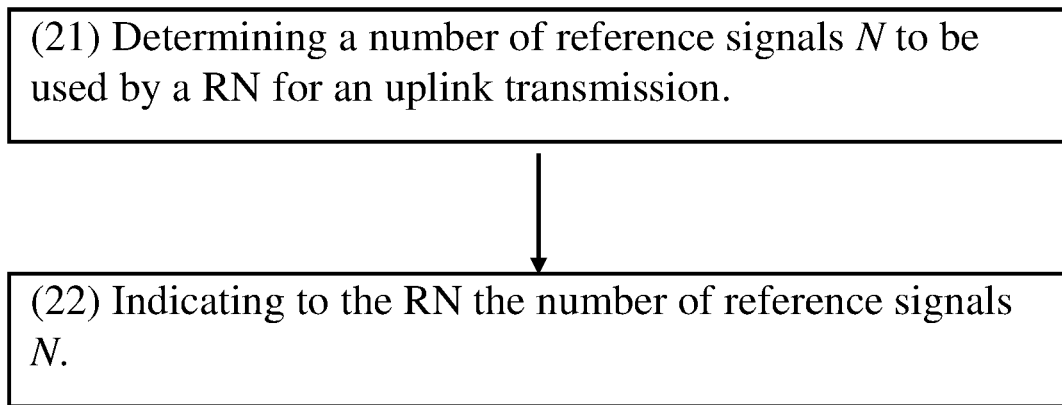 (21) Determining a number of reference signals N to be
used by a RN for an uplink transmission.
(22) Indicating to the RN the number of reference signals
N.